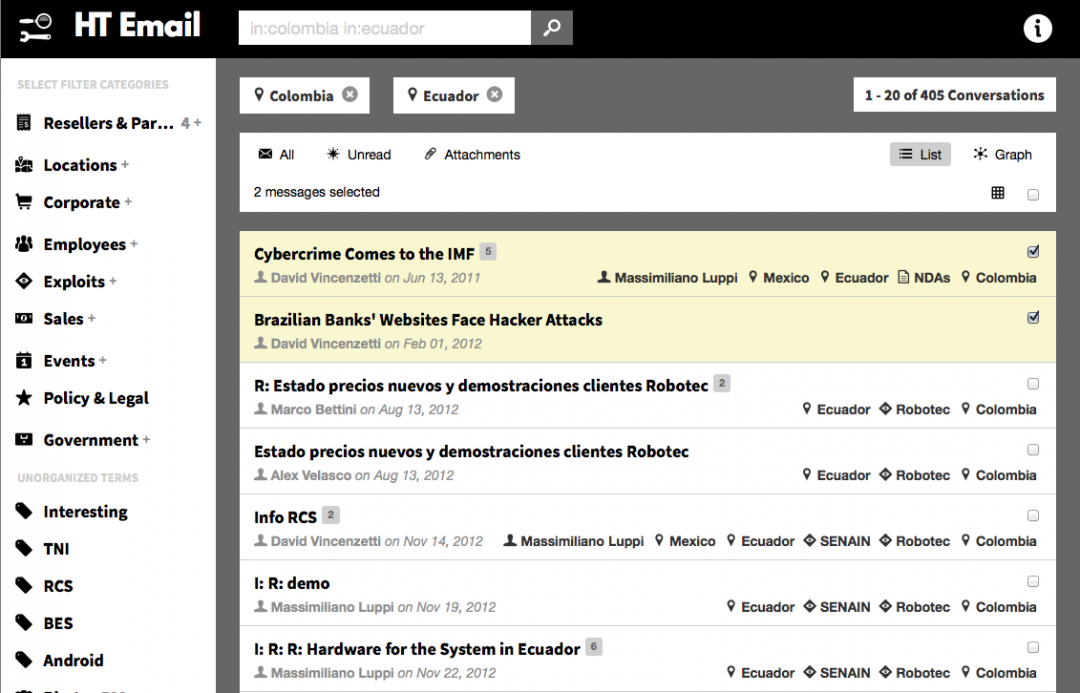 HT Email
in:colombia in:ecuador
SELECT FILTER CATEGORIES
Resellers & Par... 4 +
Locations +
Corporate +
Employees +
Exploits +
Sales +
Events +
Policy & Legal
Government +
UNORGANIZED TERMS
Interesting
TNI
RCS
BES
Android
Colombia
Ecuador
1 - 20 of 405 Conversations
All Unread Attachments List Graph
2 messages selected
Cybercrime Comes to the IMF 5
David Vincenzetti on Jun 13, 2011 Massimiliano Luppi Mexico Ecuador NDAs Colombia
Brazilian Banks' Websites Face Hacker Attacks
David Vincenzetti on Feb 01, 2012
R: Estado precios nuevos y demostraciones clientes Robotec 2
Marco Bettini on Aug 13, 2012 Ecuador Robotec Colombia
Estado precios nuevos y demostraciones clientes Robotec
Alex Velasco on Aug 13, 2012 Ecuador Robotec Colombia
Info RCS 2
David Vincenzetti on Nov 14, 2012 Massimiliano Luppi Mexico Ecuador SENAIN Robotec Colombia
I: R: demo
Massimiliano Luppi on Nov 19, 2012 Ecuador SENAIN Robotec Colombia
I: R: R: Hardware for the System in Ecuador 6
Massimiliano Luppi on Nov 22, 2012 Ecuador SENAIN Robotec Colombia